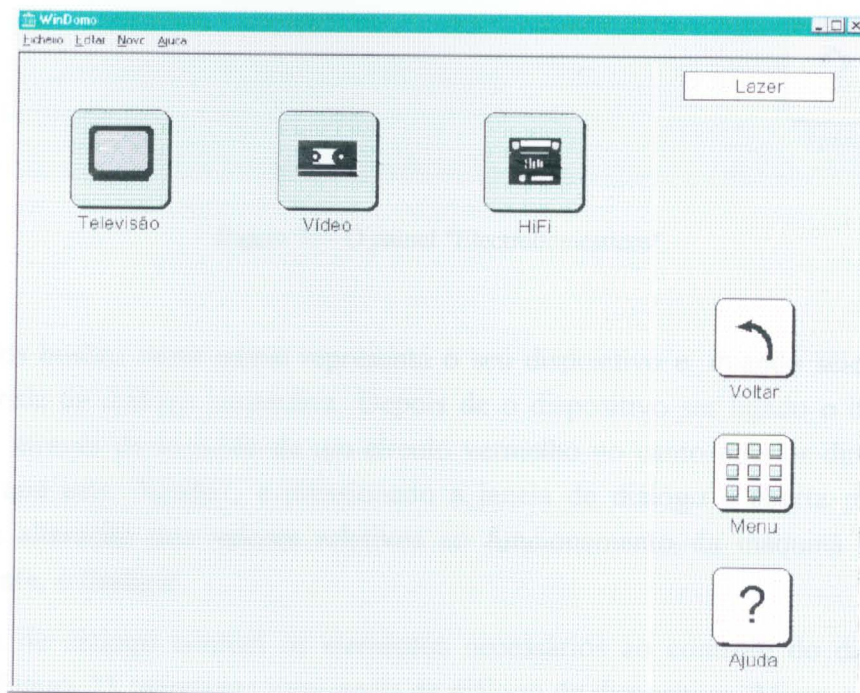 WinDomo
Ficheiro Editar Novo Ajuda
Lazer
Televisão Vídeo HiFi
Voltar
Menu
?
Ajuda